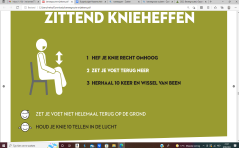 ZITTEND KNIEHEFFEN
1 HEF JE KNIE RECHT OMHOOG
2 ZET JE VOET TERUG NEER
3 HERHAAL 10 KEER EN WISSEL VAN BEEN
ZET JE VOET NIET HELEMAAL TERUG OP DE GROND
HOUD JE KNIE 10 TELLEN IN DE LUCHT